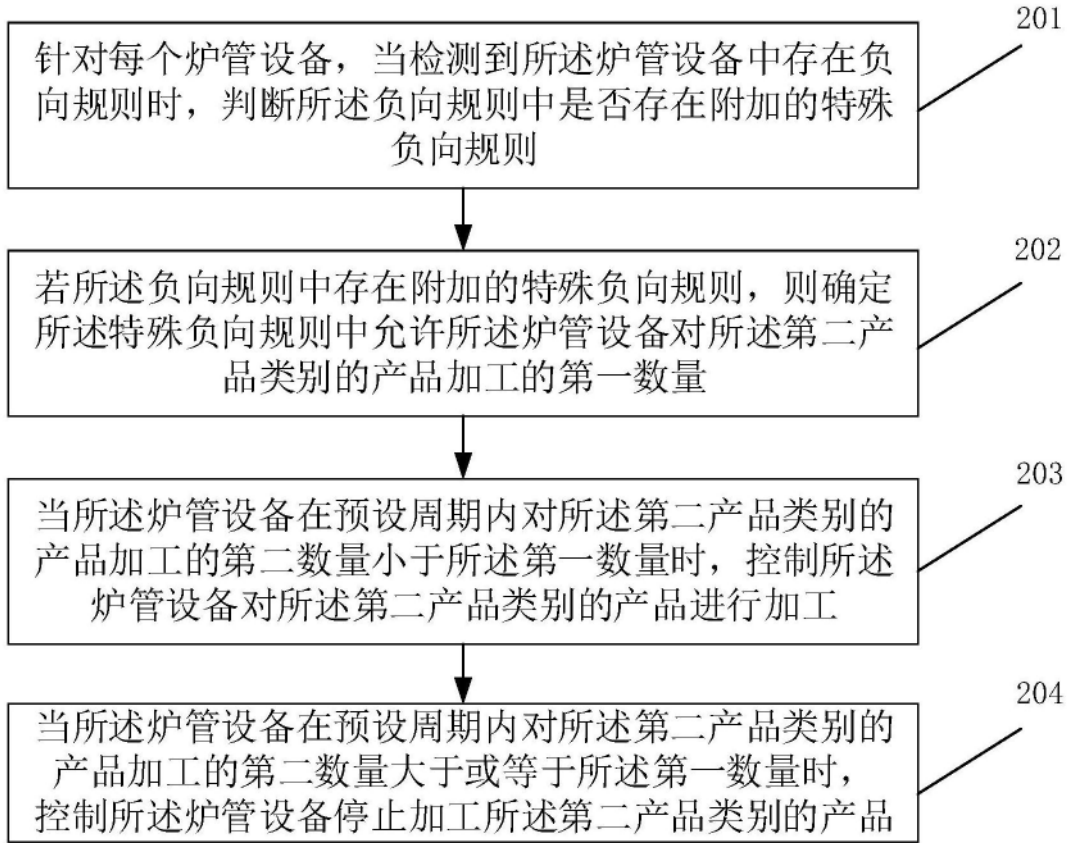 201
针对每个炉管设备，当检测到所述炉管设备中存在负
向规则时，判断所述负向规则中是否存在附加的特殊
负向规则
202
若所述负向规则中存在附加的特殊负向规则，则确定
所述特殊负向规则中允许所述炉管设备对所述第二产
品类别的产品加工的第一数量
203
当所述炉管设备在预设周期内对所述第二产品类别的
产品加工的第二数量小于所述第一数量时，控制所述
炉管设备对所述第二产品类别的产品进行加工
204
当所述炉管设备在预设周期内对所述第二产品类别的
产品加工的第二数量大于或等于所述第一数量时，
控制所述炉管设备停止加工所述第二产品类别的产品